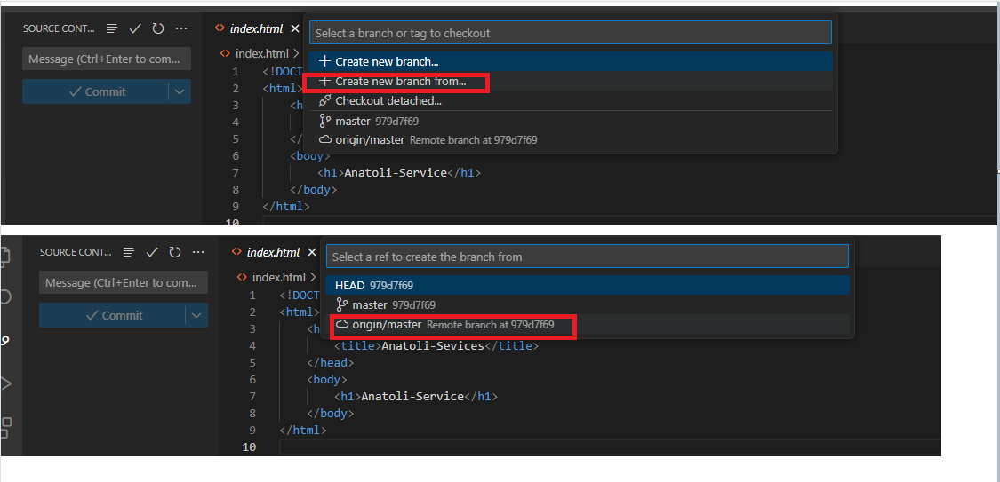 SOURCE CONT...
index.html
Select a branch or tag to checkout
Message (Ctrl+Enter to com...
index.html
Create new branch...
1 <!DOCT
Create new branch from...
Commit
2 <html>
Checkout detached...
3 <h
master 979d7f69
4
origin/master Remote branch at 979d7f69
5 </
6 <body>
7 <h1>Anatoli-Service</h1>
8 </body>
9 </html>
10
SOURCE CONT...
index.html
Select a ref to create the branch from
Message (Ctrl+Enter to com...
index.html
HEAD 979d7f69
1 <!DOCT
master 979d7f69
Commit
2 <html>
origin/master Remote branch at 979d7f69
3 <h
4 <title>Anatoli-Sevices</title>
5 </head>
6 <body>
7 <h1>Anatoli-Service</h1>
8 </body>
9 </html>
10